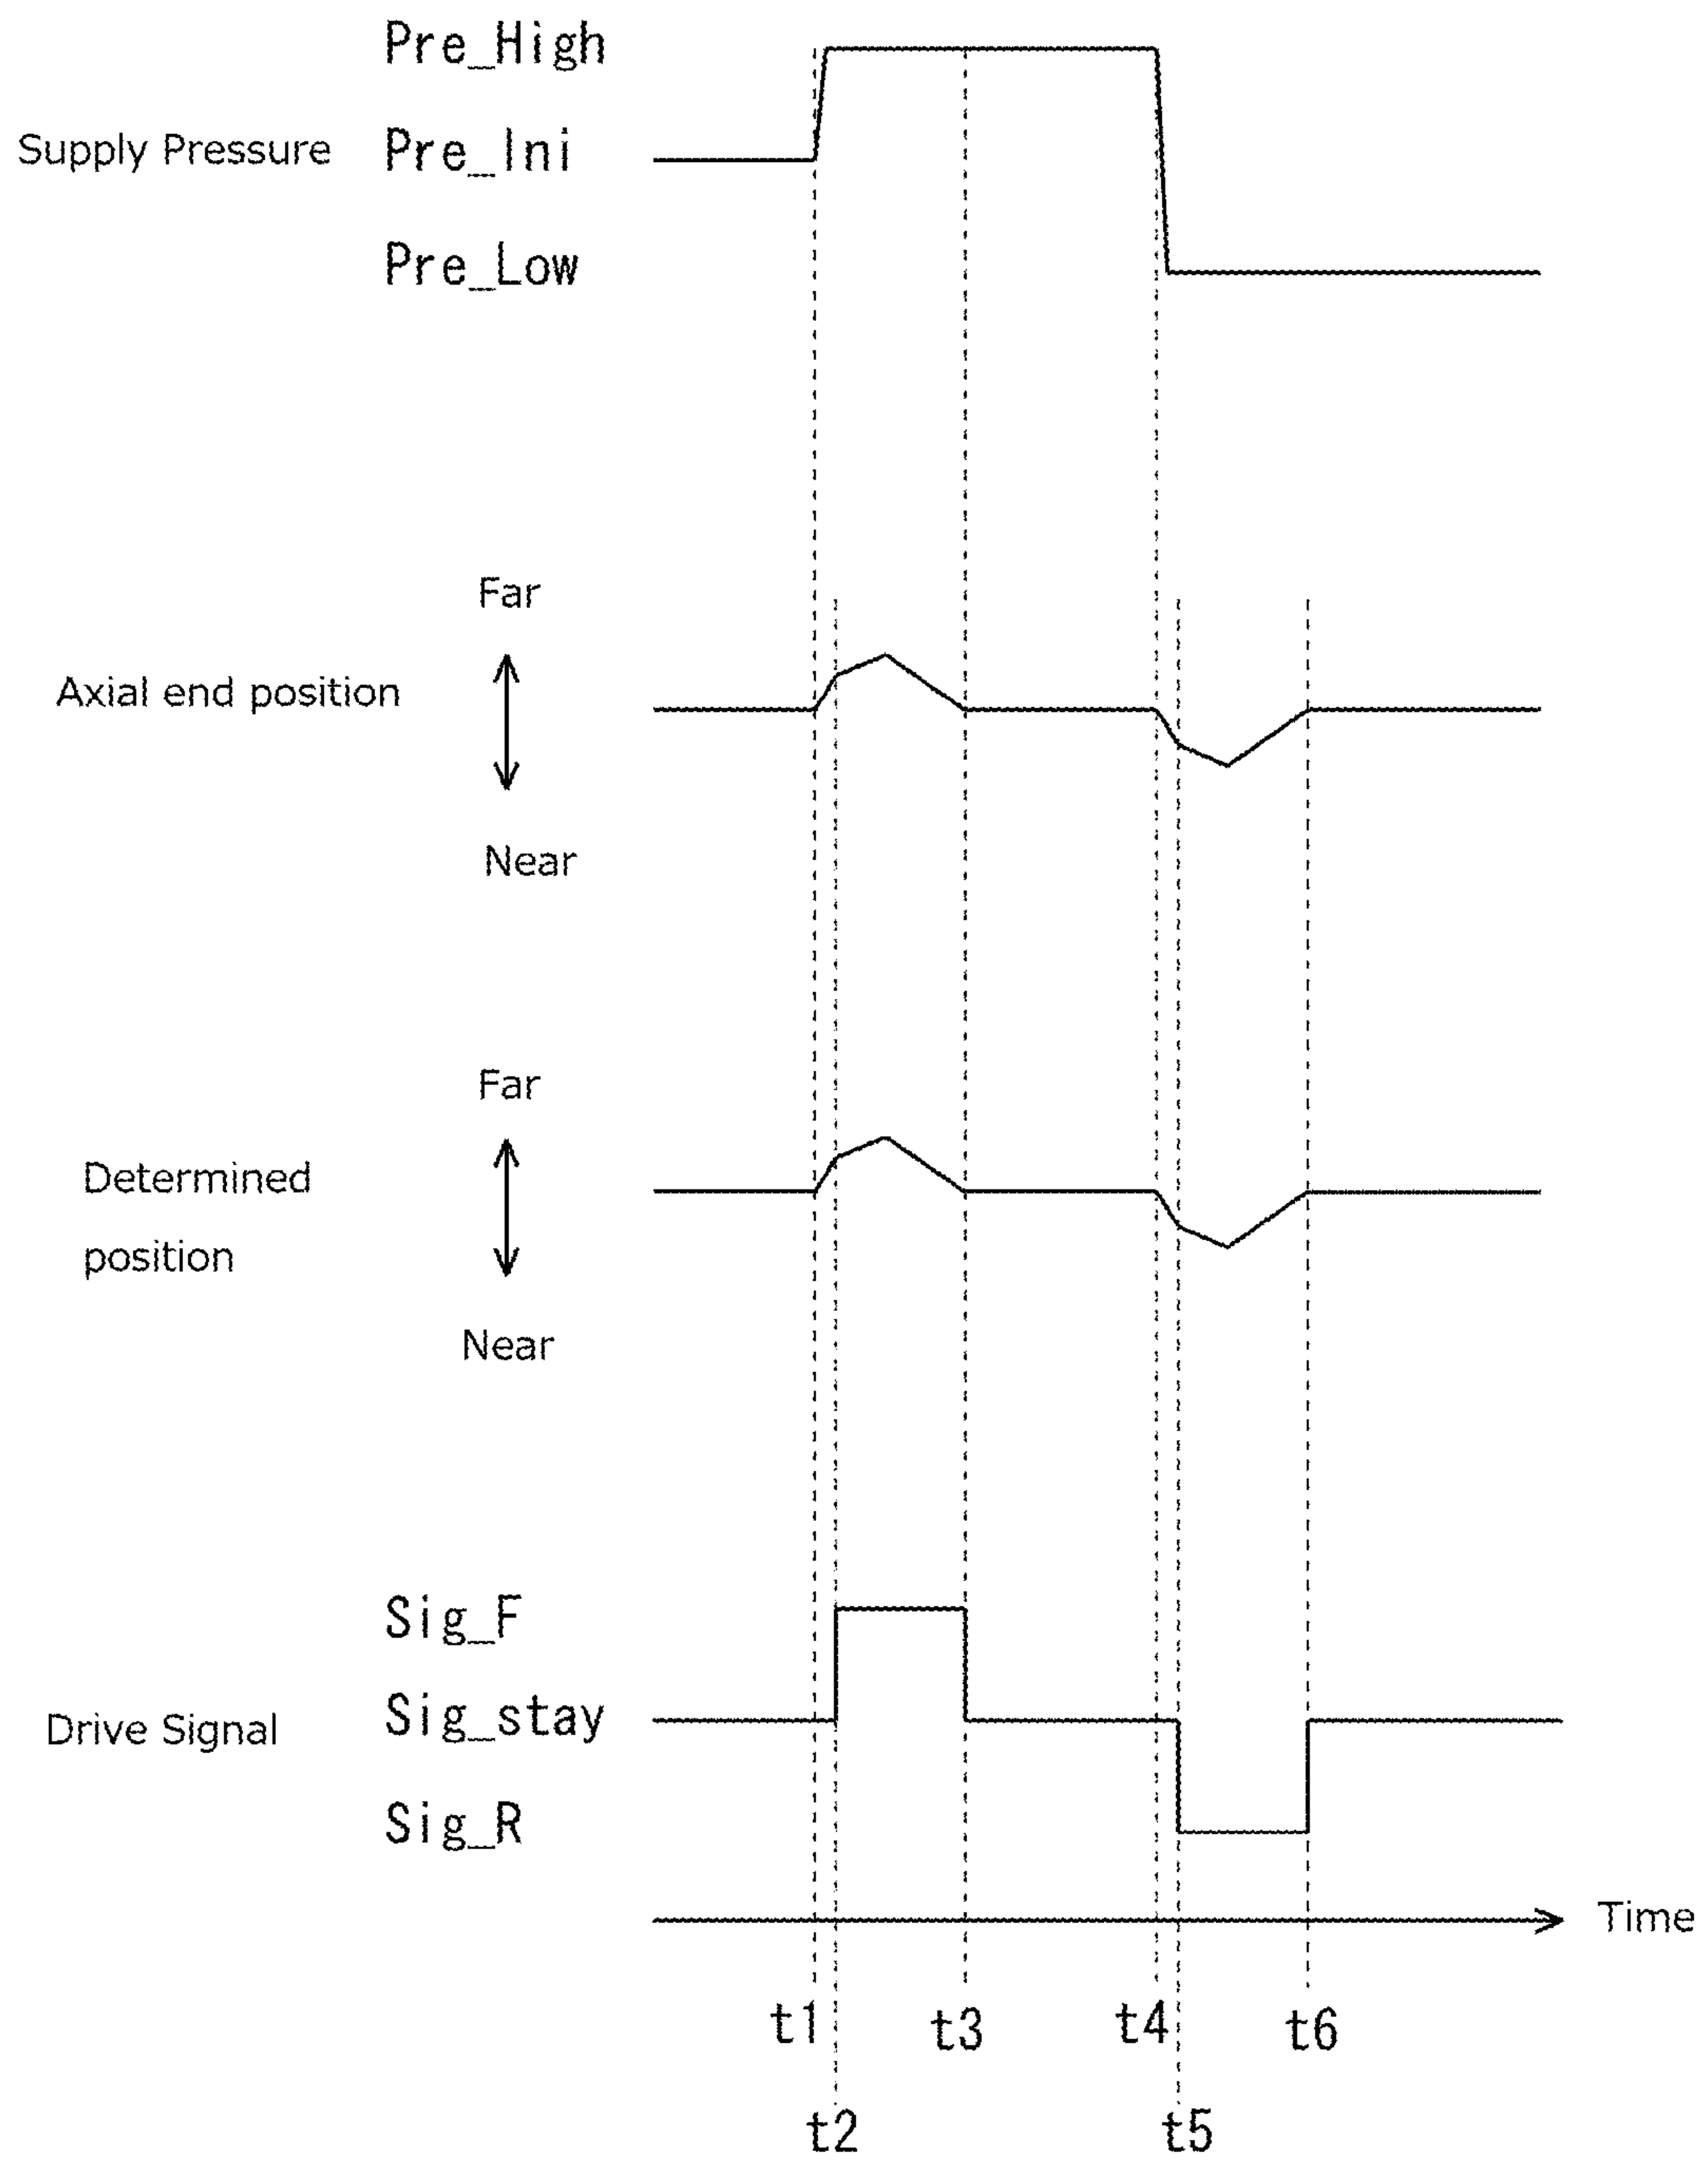 Pre_High
Supply Pressure Pre_Ini
Pre_Low
Far
Axial end position
Near
Far
Determined
position
Near
Sig_F
Drive Signal Sig_stay
Sig_R
Time
t1 t3 t4 t6
t2 t5